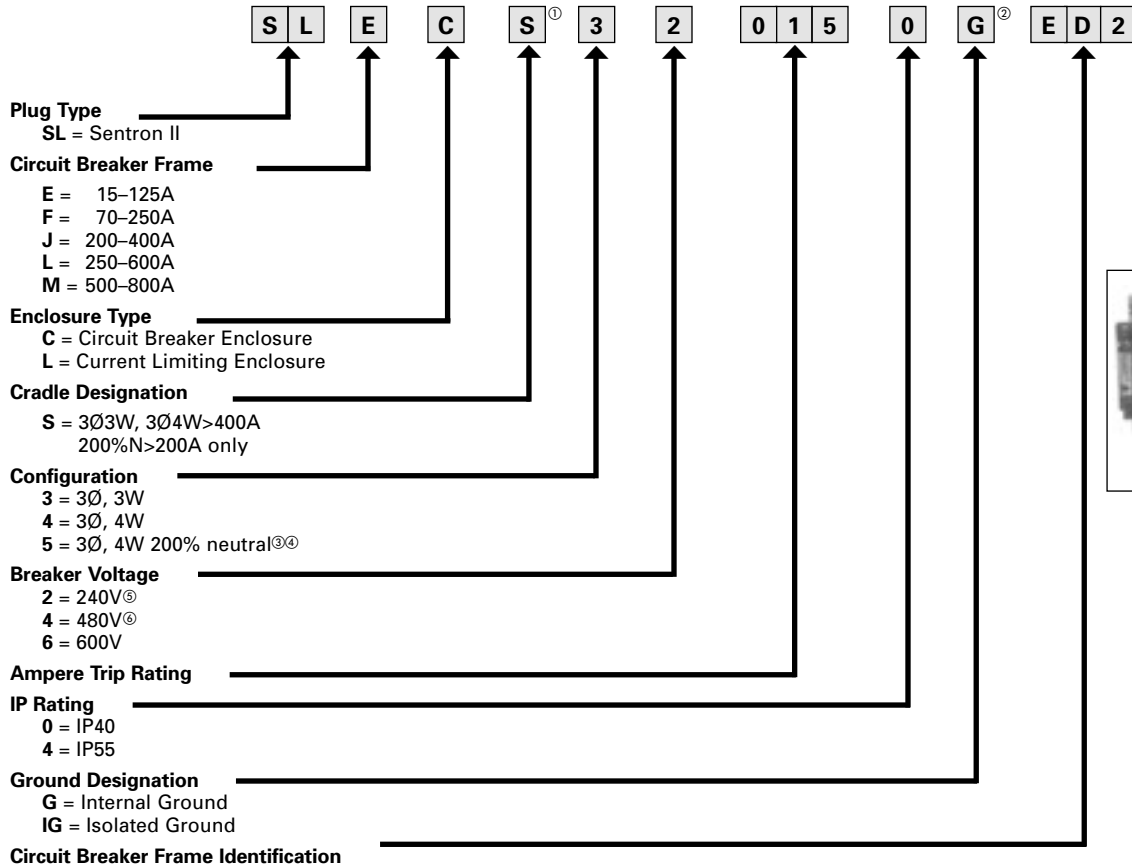 S L E C S① 3 2 0 1 5 0 G② E D 2
Plug Type
SL = Sentron II
Circuit Breaker Frame
E = 15–125A
F = 70–250A
J = 200–400A
L = 250–600A
M = 500–800A
Enclosure Type
C = Circuit Breaker Enclosure
L = Current Limiting Enclosure
Cradle Designation
S = 3Ø3W, 3Ø4W>400A
200%N>200A only
Configuration
3 = 3Ø, 3W
4 = 3Ø, 4W
5 = 3Ø, 4W 200% neutral③④
Breaker Voltage
2 = 240V⑤
4 = 480V⑥
6 = 600V
Ampere Trip Rating
IP Rating
0 = IP40
4 = IP55
Ground Designation
G = Internal Ground
IG = Isolated Ground
Circuit Breaker Frame Identification